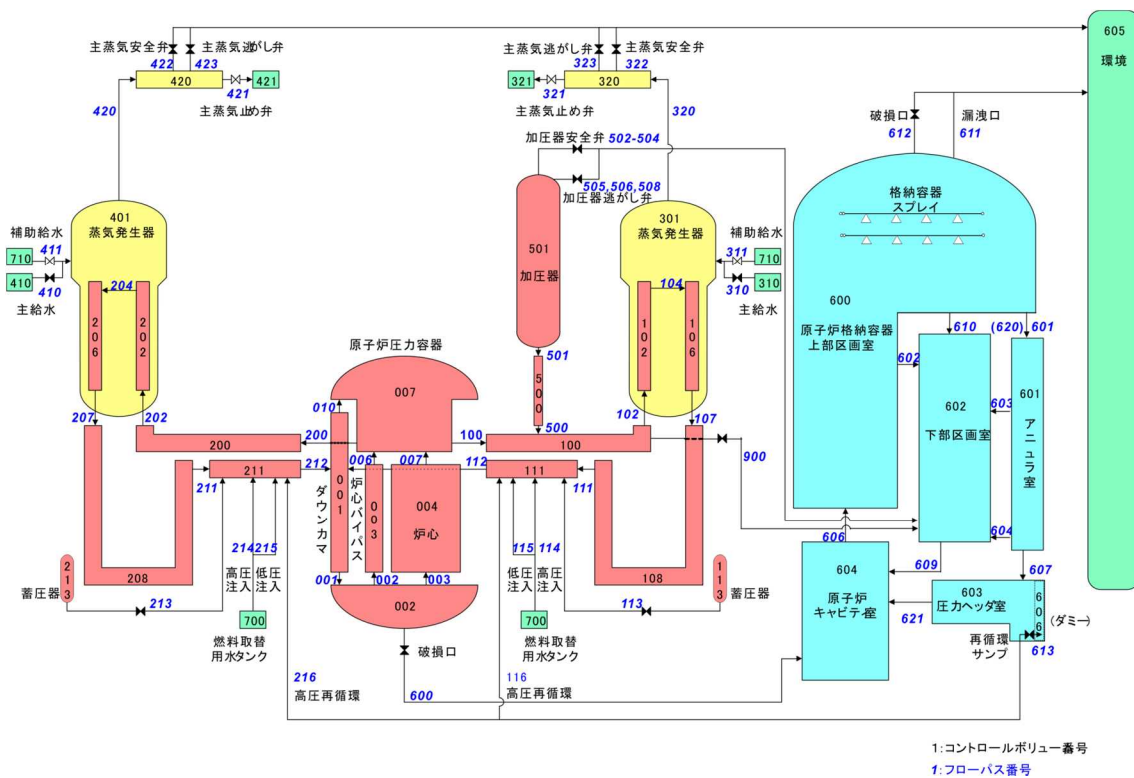 主蒸気安全弁
422
主蒸気逃がし弁
423
420
421
421
主蒸気止め弁
420
主蒸気逃がし弁
323
主蒸気安全弁
322
321
320
321
主蒸気止め弁
320
605
環境
破損口
612
漏洩口
611
加圧器安全弁
502-504
505,506,508
加圧器逃がし弁
格納容器
スプレイ
401
蒸気発生器
補助給水
710
411
410
410
主給水
204
206
202
207
202
501
加圧器
501
500
500
301
蒸気発生器
104
102
106
補助給水
311
710
310
310
主給水
102
107
600
原子炉格納容器
上部区画室
610
(620)
601
602
602
下部区画室
603
601
アニュラ室
604
606
609
607
原子炉圧力容器
007
010
200
200
100
100
900
211
211
212
006
007
112
111
111
001
ダウンカマ
炉心バイパス
003
004
炉心
001
002
003
002
208
213
蓄圧器
213
214
215
高圧
注入
低圧
注入
700
燃料取替
用水タンク
216
高圧再循環
115
114
低圧
注入
高圧
注入
700
燃料取替
用水タンク
116
高圧再循環
108
113
蓄圧器
113
破損口
600
604
原子炉
キャビティ室
603
圧力ヘッダ室
621
606
(ダミー)
再循環
サンプ
613
1:コントロールボリュー番号
1:フローパス番号